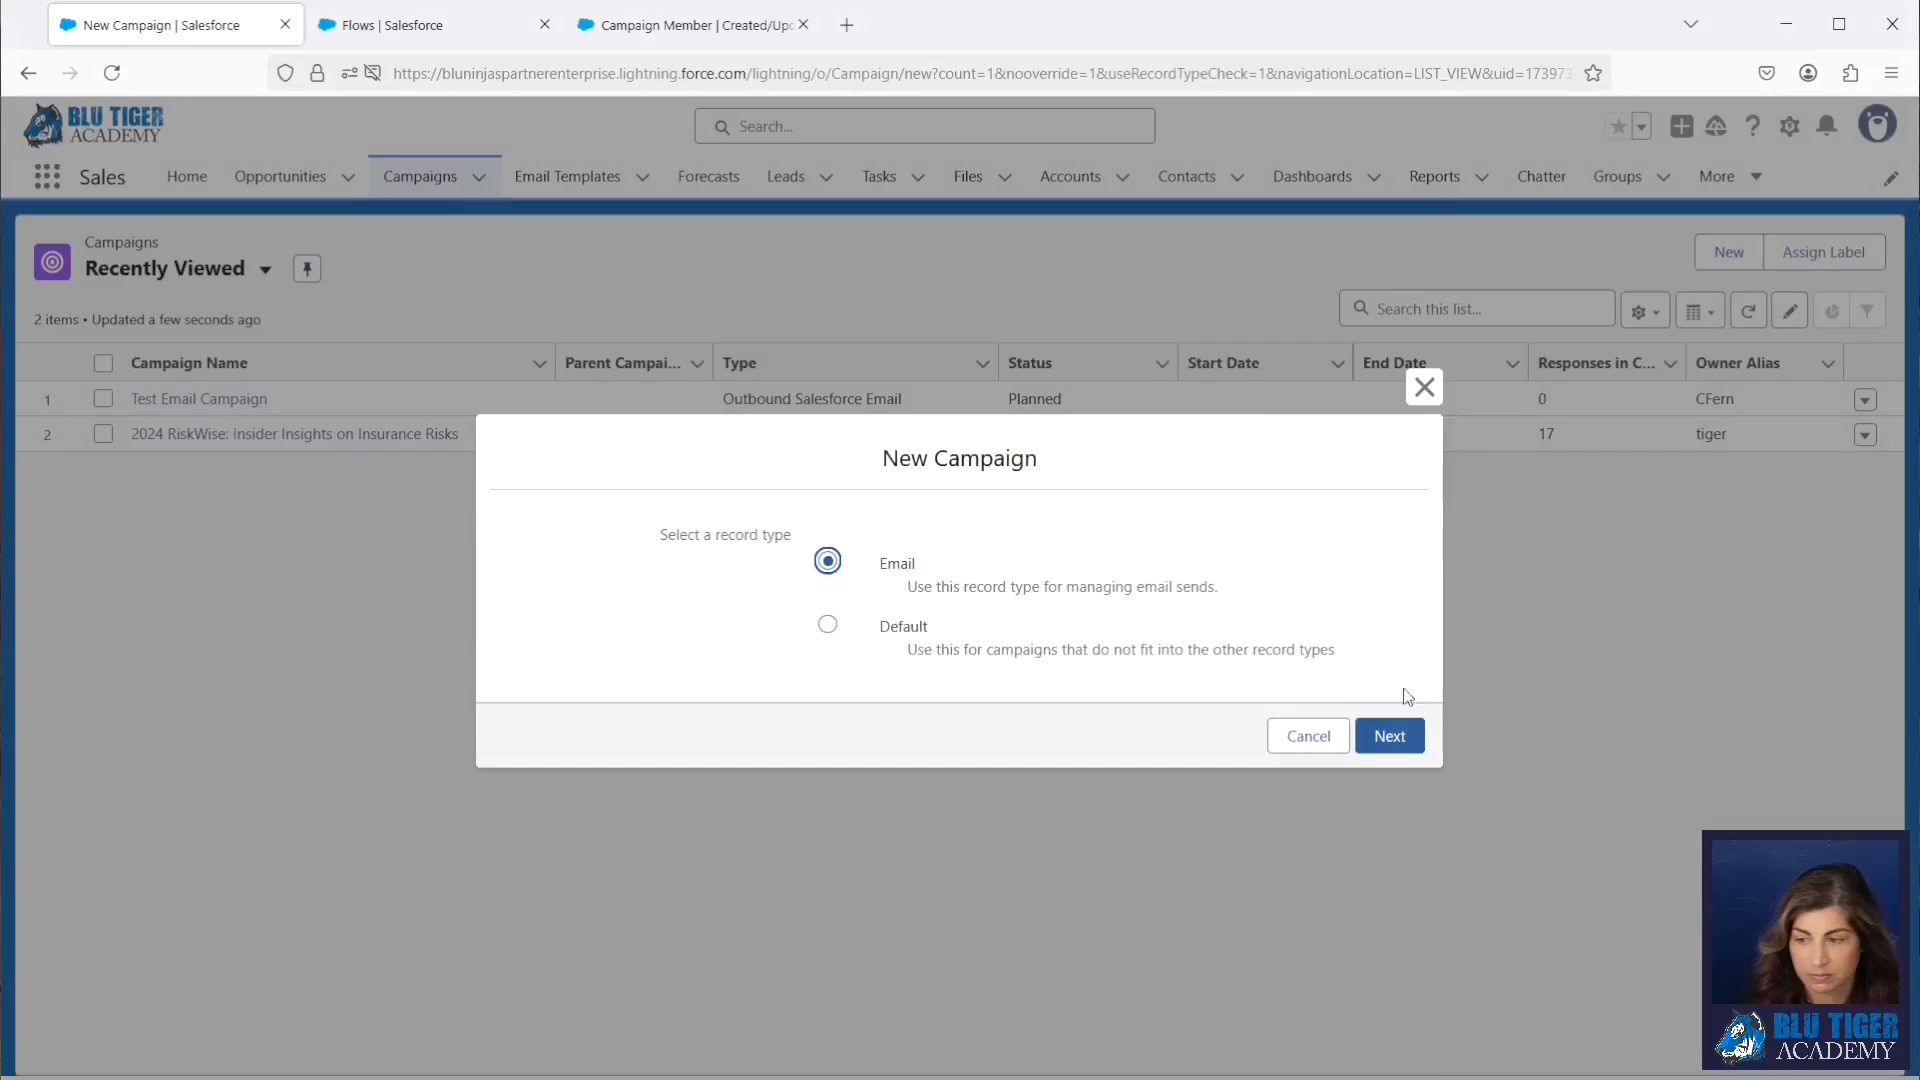 New Campaign | Salesforce
Flows | Salesforce
Campaign Member | Created/Upd
https://bluninjaspartnerenterprise.lightning.force.com/lightning/o/Campaign/new?count=1&nooverride=1&useRecordTypeCheck=1&navigationLocation=LIST_VIEW&uid=173973
BLU TIGER
ACADEMY
Search...
Sales
Home
Opportunities
Campaigns
Email Templates
Forecasts
Leads
Tasks
Files
Accounts
Contacts
Dashboards
Reports
Chatter
Groups
More
Campaigns
Recently Viewed
New
Assign Label
2 items • Updated a few seconds ago
Search this list...
Campaign Name
Parent Campai...
Type
Status
Start Date
End Date
Responses in C...
Owner Alias
1
Test Email Campaign
Outbound Salesforce Email
Planned
0
CFern
2
2024 RiskWise: Insider Insights on Insurance Risks
17
tiger
New Campaign
Select a record type
Email
Use this record type for managing email sends.
Default
Use this for campaigns that do not fit into the other record types
Cancel
Next
BLU TIGER
ACADEMY